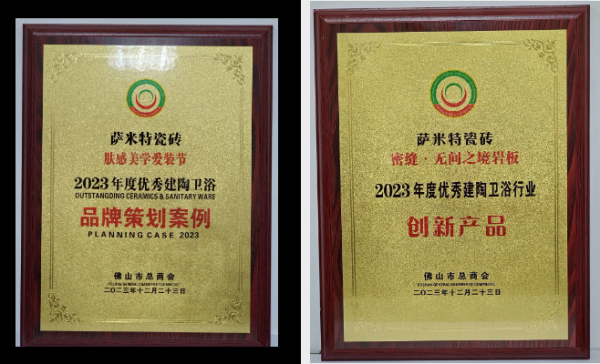 萨米特瓷砖
肤感美学爱装节
2023年度优秀建陶卫浴
OUTSTANGDING CERAMICS & SANITARY WARE
品牌策划案例
PLANNING CASE 2023
佛山市总商会
二〇二三年十二月二十三日
萨米特瓷砖
密缝·无间之境岩板
2023年度优秀建陶卫浴行业
创新产品
佛山市总商会
二〇二三年十二月二十三日